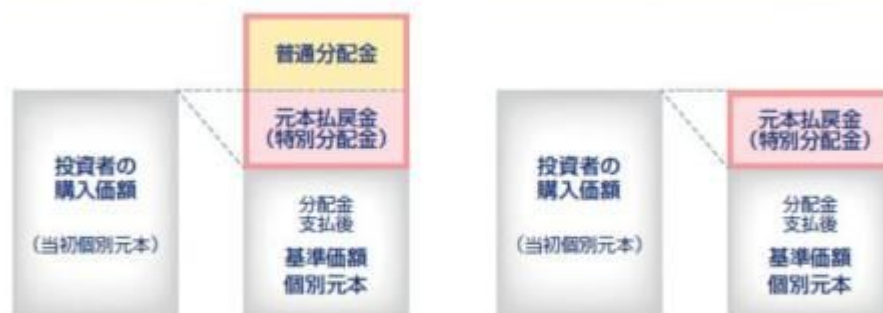 投資者の
購入価額
(当初個別元本)
普通分配金
元本払戻金
(特別分配金)
分配金
支払後
基準価額
個別元本
投資者の
購入価額
(当初個別元本)
元本払戻金
(特別分配金)
分配金
支払後
基準価額
個別元本